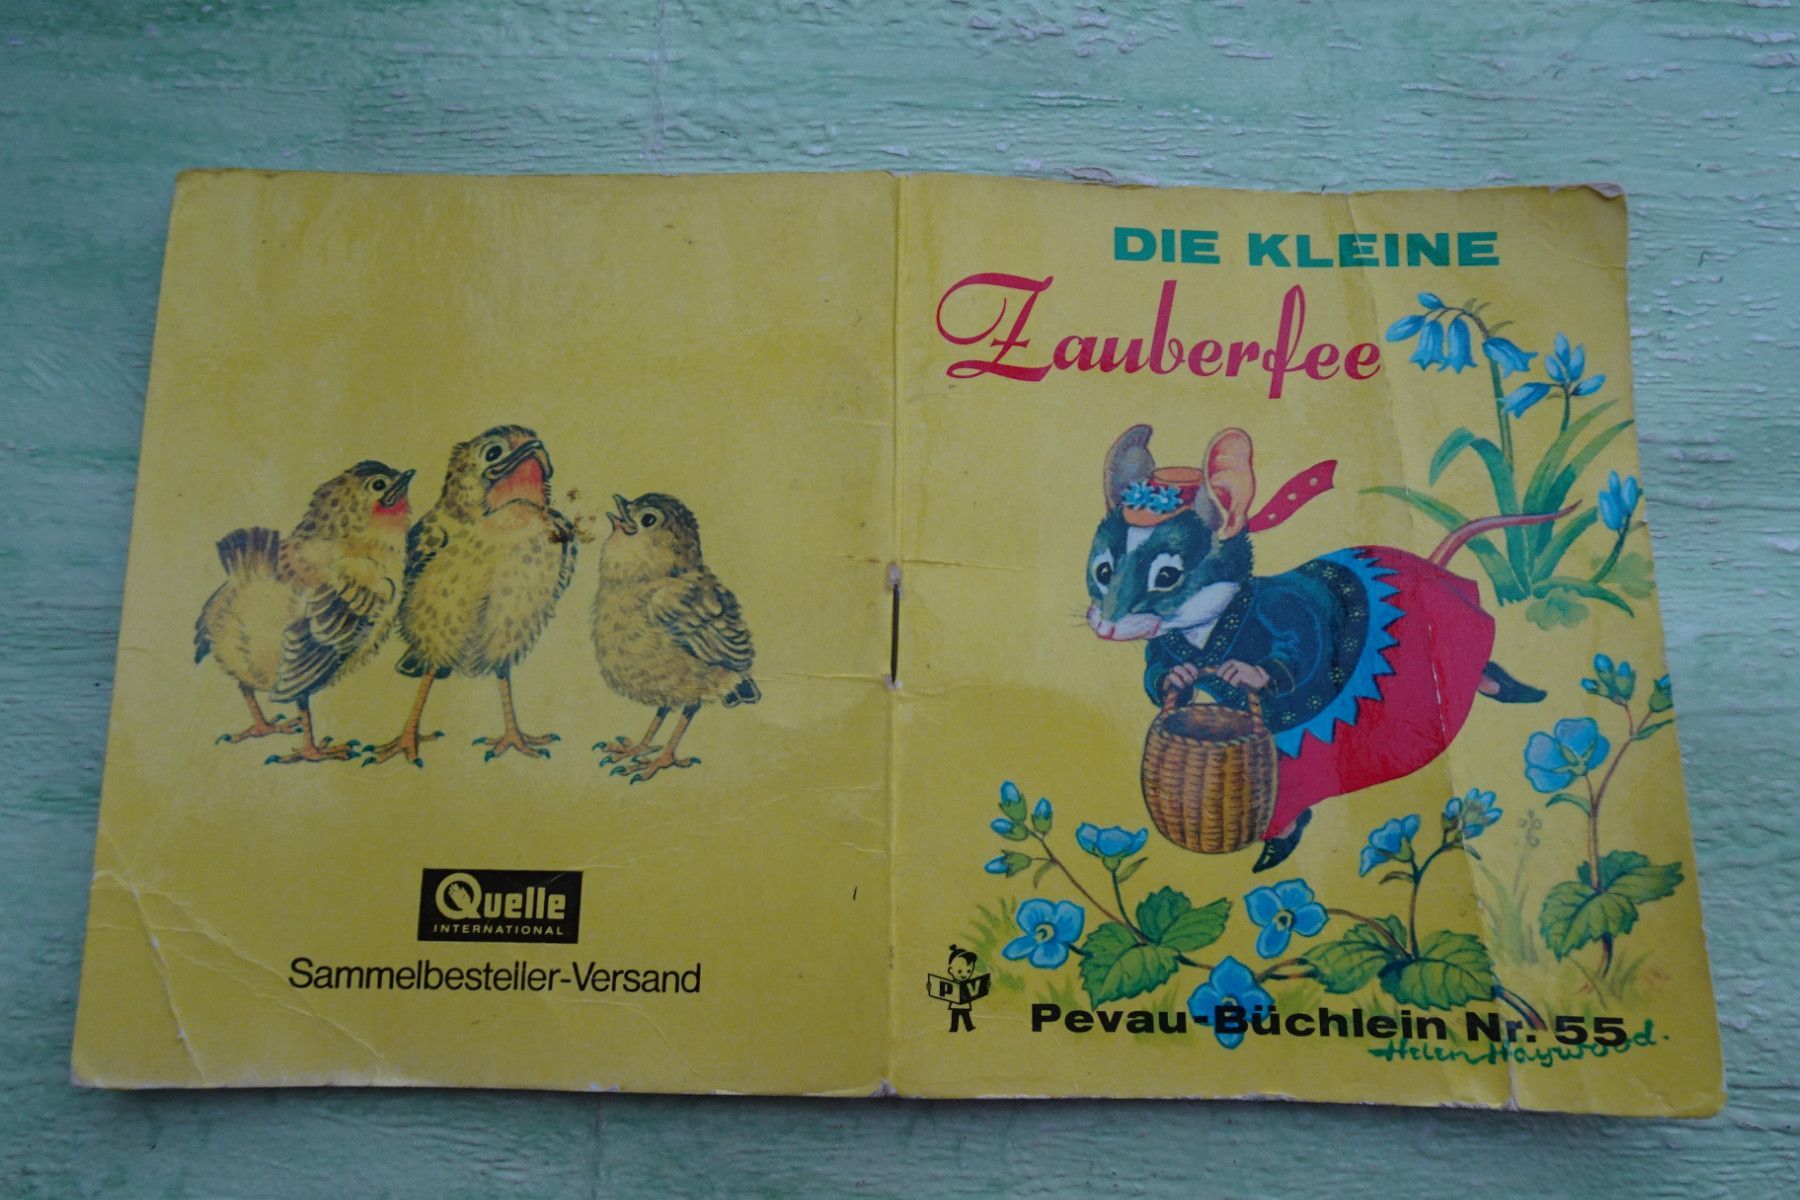 DIE KLEINE
Zauberfee
PV
Pevau-Büchlein Nr. 55
Helen Haywood.
Quelle
INTERNATIONAL
Sammelbesteller-Versand